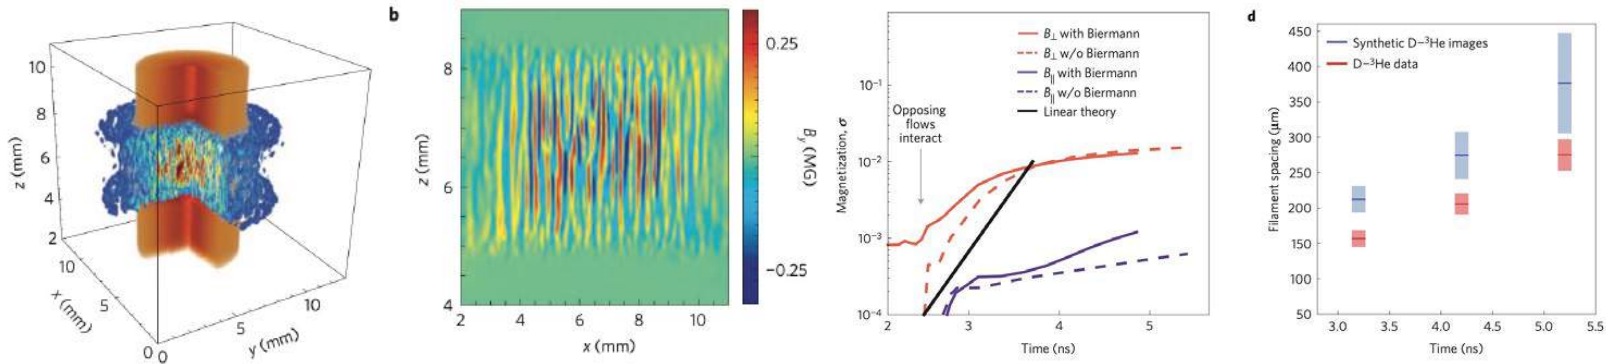 10
8
6
4
2
z (mm)
10
5
0
x (mm)
0
5
10
y (mm)
b
8
6
4
z (mm)
2
4
6
8
10
x (mm)
0.25
−0.25
By (MG)
B⊥ with Biermann
B⊥ w/o Biermann
B|| with Biermann
B|| w/o Biermann
Linear theory
Opposing
flows
interact
10−1
10−2
10−3
10−4
Magnetization, σ
2
3
4
5
Time (ns)
d
Synthetic D–3He images
D–3He data
450
400
350
300
250
200
150
100
50
Filament spacing (μm)
3.0
3.5
4.0
4.5
5.0
5.5
Time (ns)